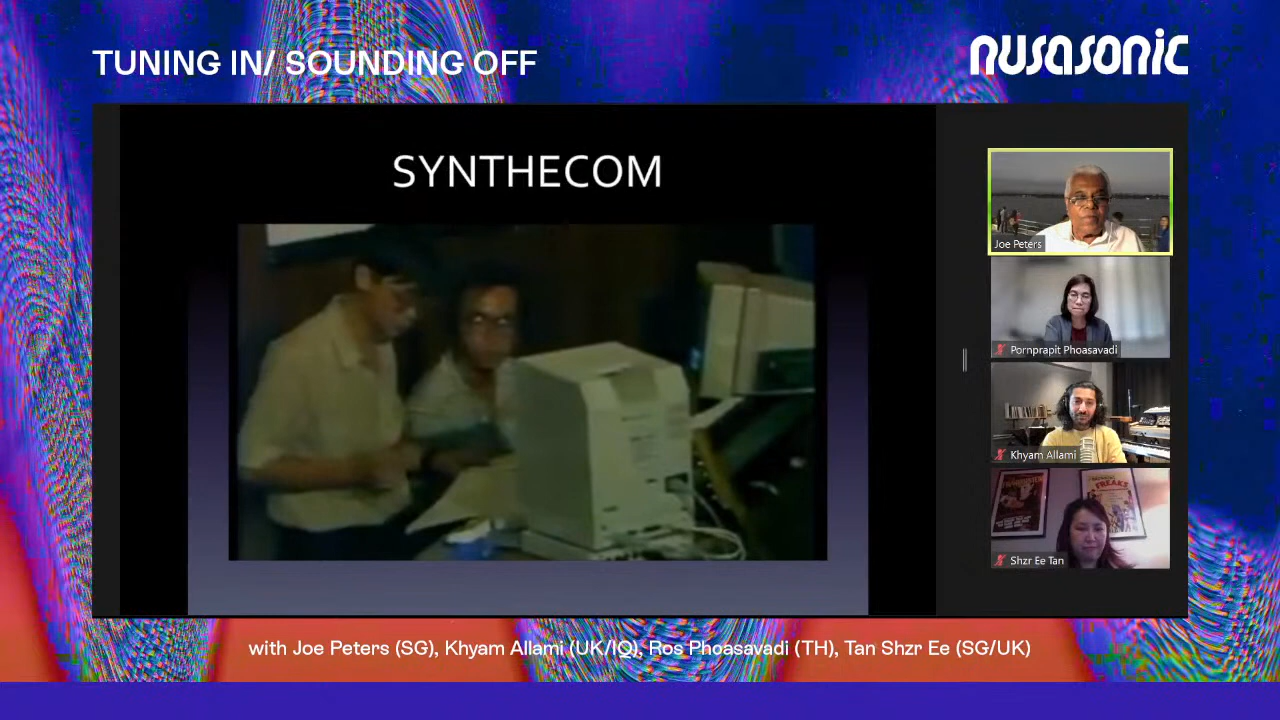 TUNING IN/ SOUNDING OFF
nusasonic
SYNTHECOM
Joe Peters
Pornprapit Phoasavadi
Khyam Allami
FREAKS
Shzr Ee Tan
with Joe Peters (SG), Khyam Allami (UK/IQ), Ros Phoasavadi (TH), Tan Shzr Ee (SG/UK)